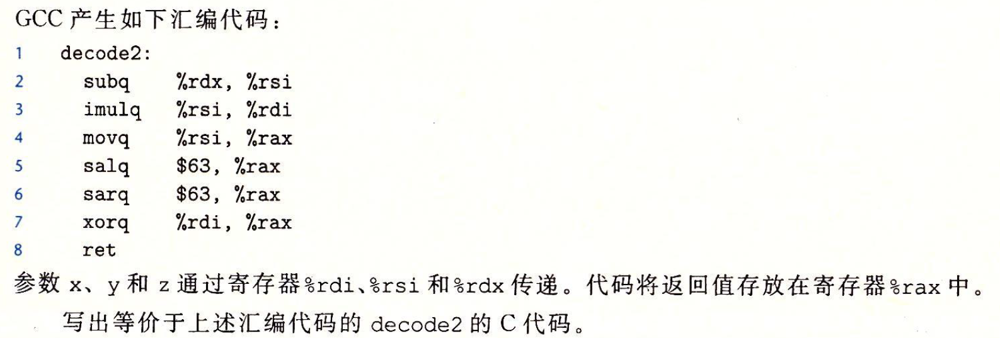 GCC 产生如下汇编代码：
1 decode2:
2 subq %rdx, %rsi
3 imulq %rsi, %rdi
4 movq %rsi, %rax
5 salq $63, %rax
6 sarq $63, %rax
7 xorq %rdi, %rax
8 ret
参数 x、y 和 z 通过寄存器%rdi、%rsi 和%rdx 传递。代码将返回值存放在寄存器%rax 中。
写出等价于上述汇编代码的 decode2 的 C 代码。